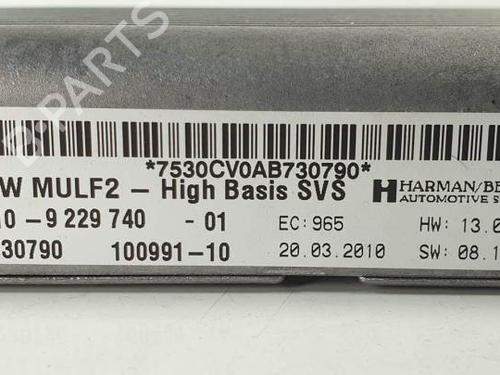 B-PARTS
*7530CV0AB730790*
W MULF2 – High Basis SVS HARMAN/BE
AUTOMOTIVE S
9 229 740 - 01 EC: 965 HW: 13.0
30790 100991-10 20.03.2010 SW: 08.1